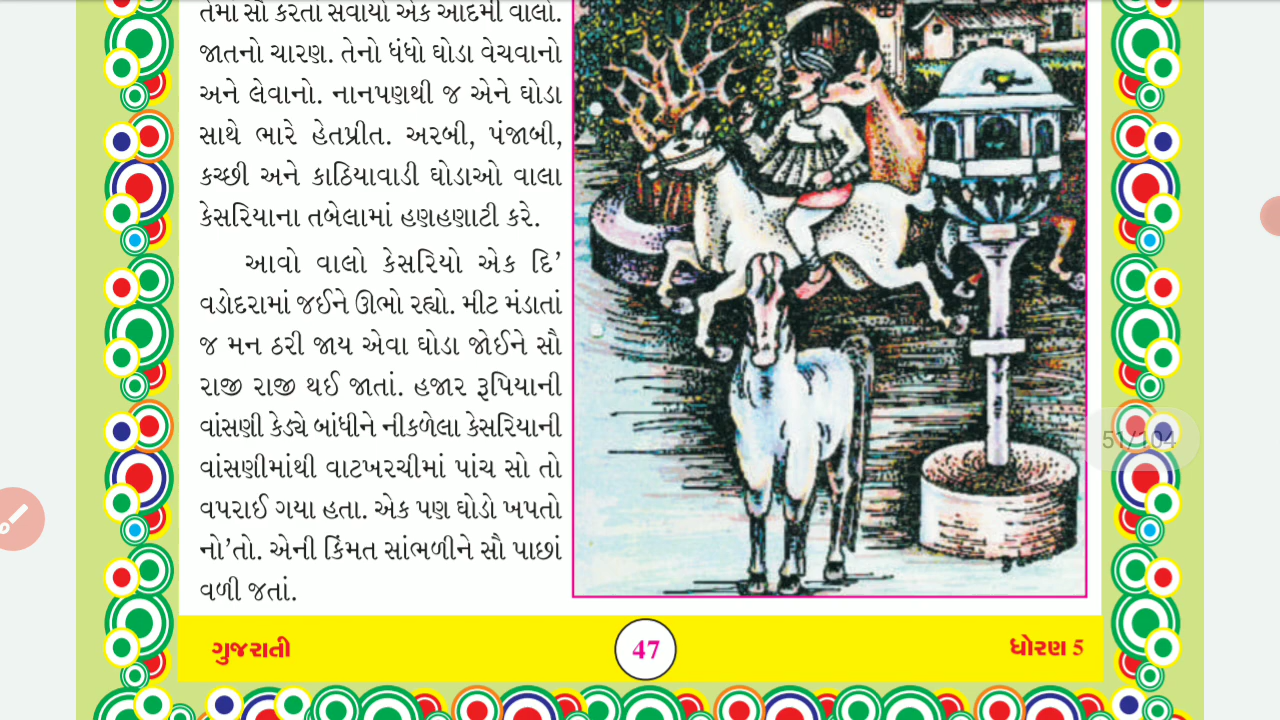 તેમાં સૌ કરતાં સવાયો એક આદમી વાલો.
જાતનો ચારણ. તેનો ધંધો ઘોડા વેચવાનો
અને લેવાનો. નાનપણથી જ એને ઘોડા
સાથે ભારે હેતપ્રીત. અરબી, પંજાબી,
કચ્છી અને કાઠિયાવાડી ઘોડાઓ વાલા
કેસરિયાના તબેલામાં હણહણાટી કરે.
આવો વાલો કેસરિયો એક દિ’
વડોદરામાં જઈને ઊભો રહ્યો. મીટ મંડાતાં
જ મન ઠરી જાય એવા ઘોડા જોઈને સૌ
રાજી રાજી થઈ જાતાં. હજાર રૂપિયાની
વાંસણી કેડ્યે બાંધીને નીકળેલા કેસરિયાની
વાંસણીમાંથી વાટખરચીમાં પાંચ સો તો
વપરાઈ ગયા હતા. એક પણ ઘોડો ખપતો
નો’તો. એની કિંમત સાંભળીને સૌ પાછાં
વળી જતાં.
51/104
ગુજરાતી
47
ધોરણ 5